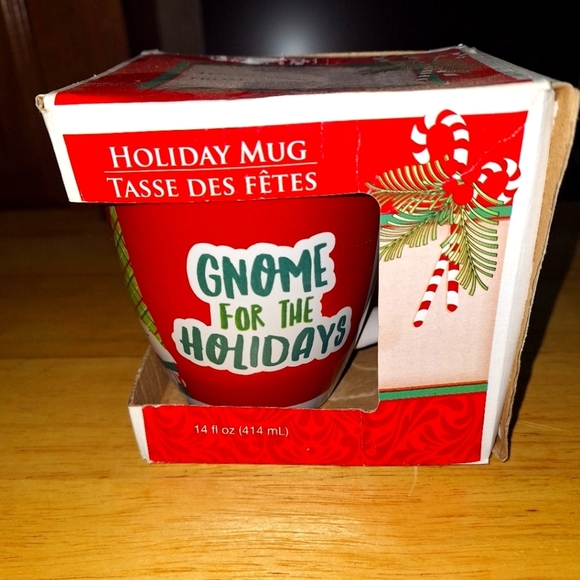 HOLIDAY MUG
TASSE DES FÊTES
GNOME
FOR THE
HOLIDAYS
14 fl oz (414 mL)